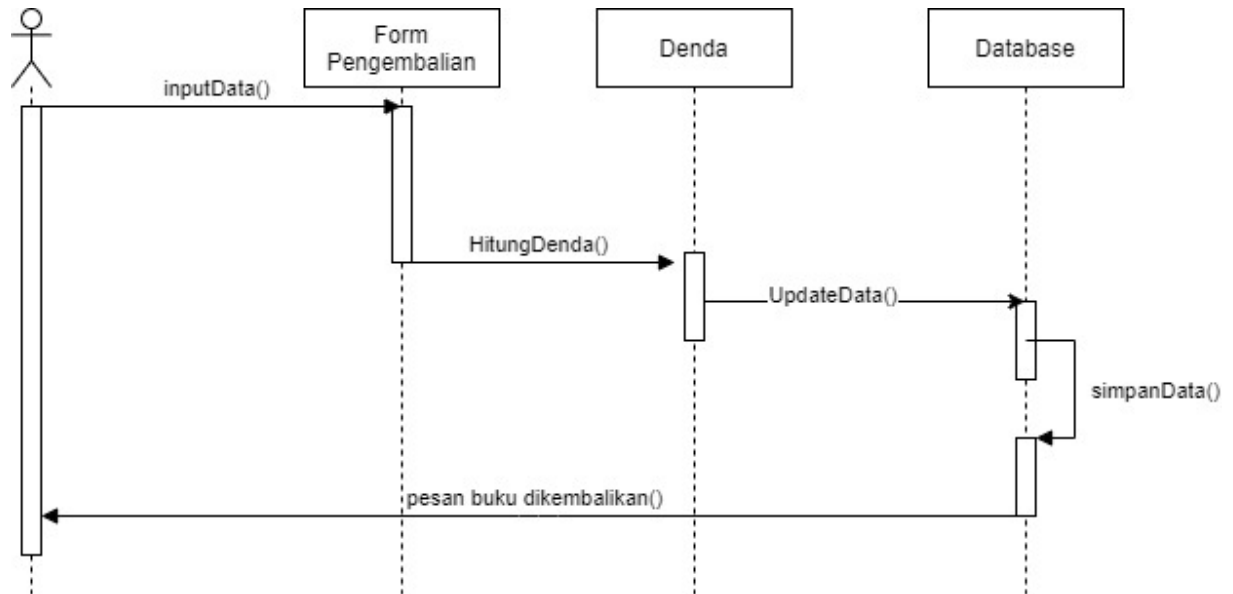 Form
Pengembalian
Denda
Database
inputData()
HitungDenda()
UpdateData()
simpanData()
pesan buku dikembalikan()